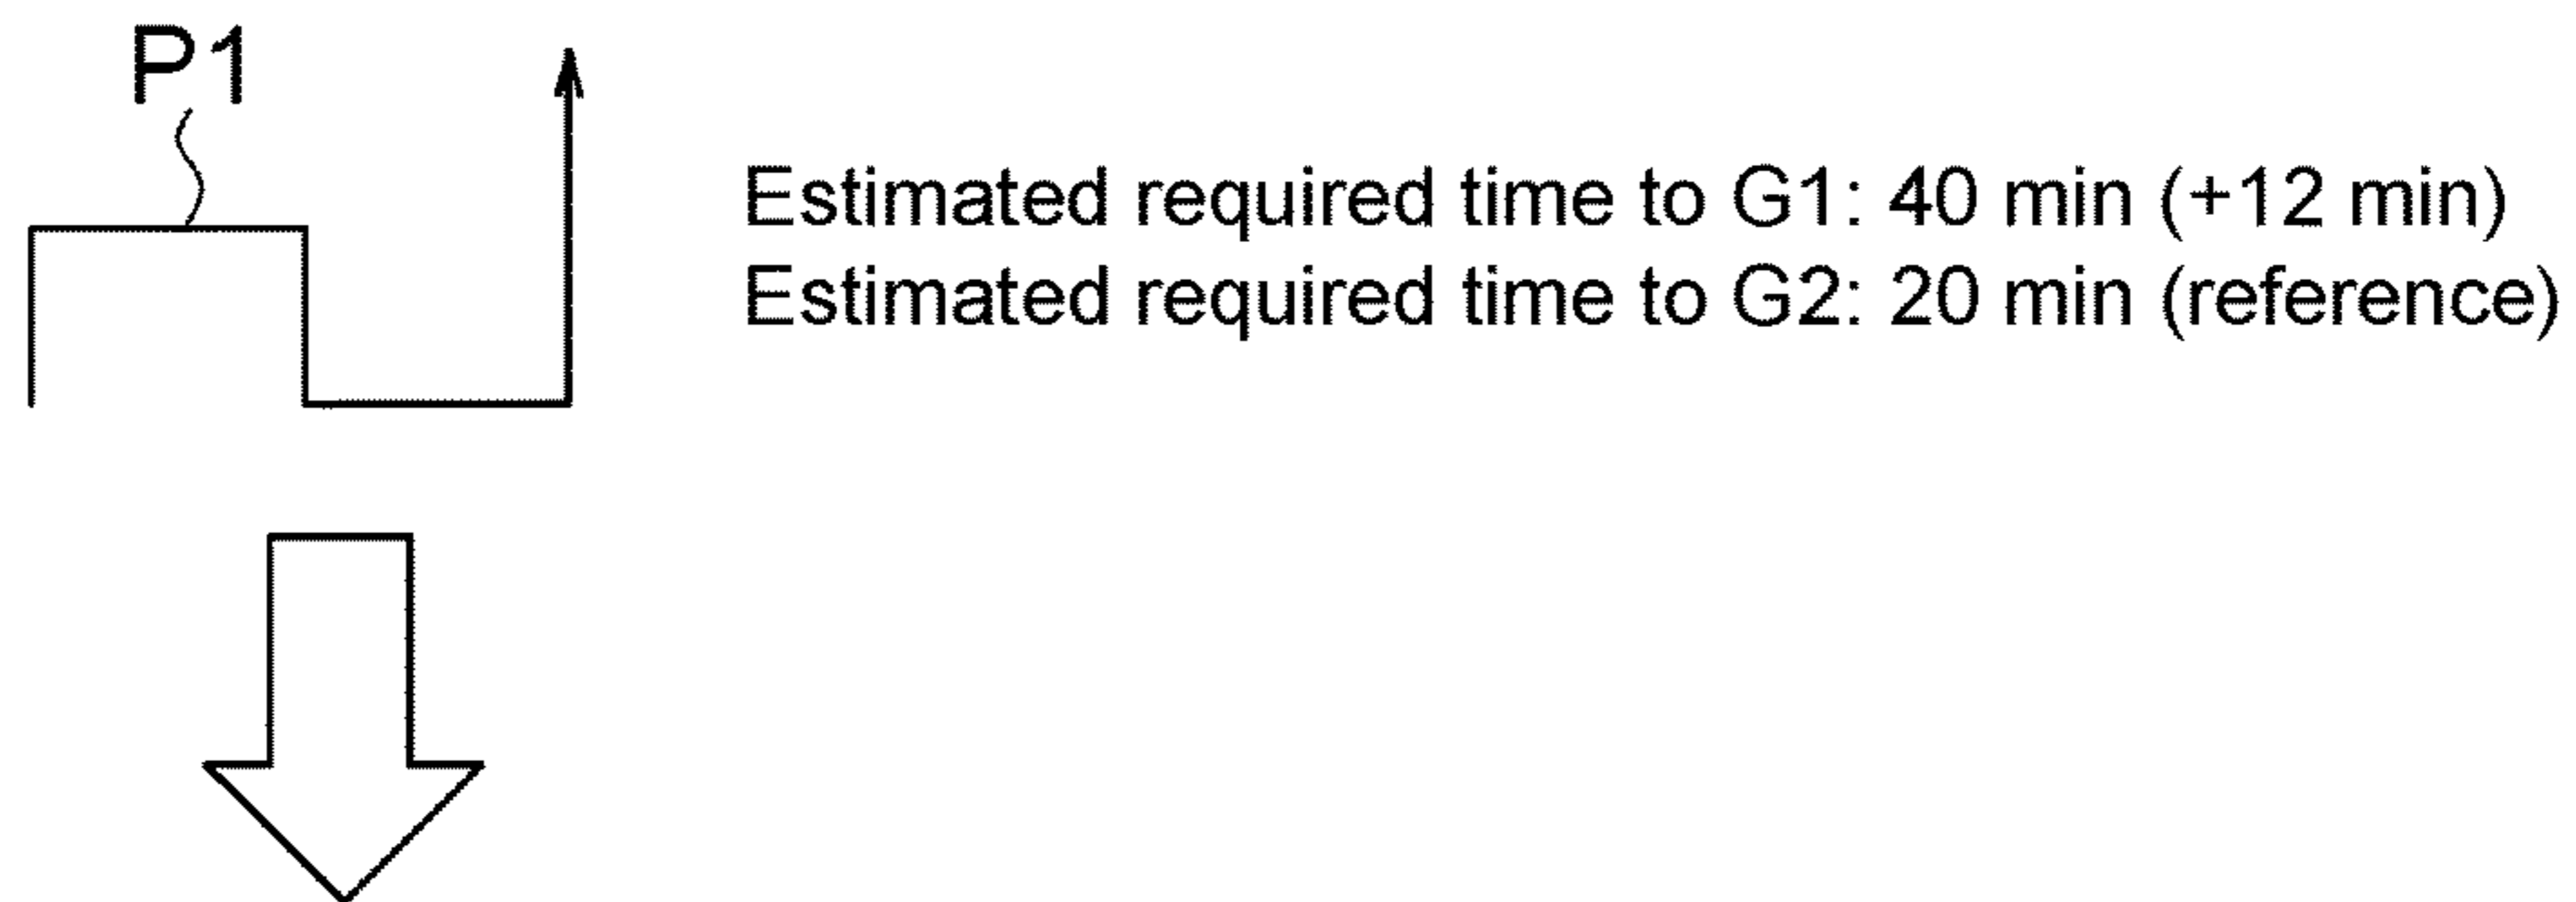 P1
Estimated required time to G1: 40 min (+12 min)
Estimated required time to G2: 20 min (reference)